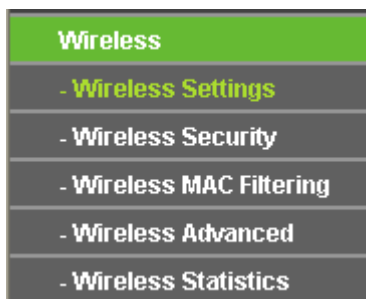 Wireless
- Wireless Settings
- Wireless Security
- Wireless MAC Filtering
- Wireless Advanced
- Wireless Statistics